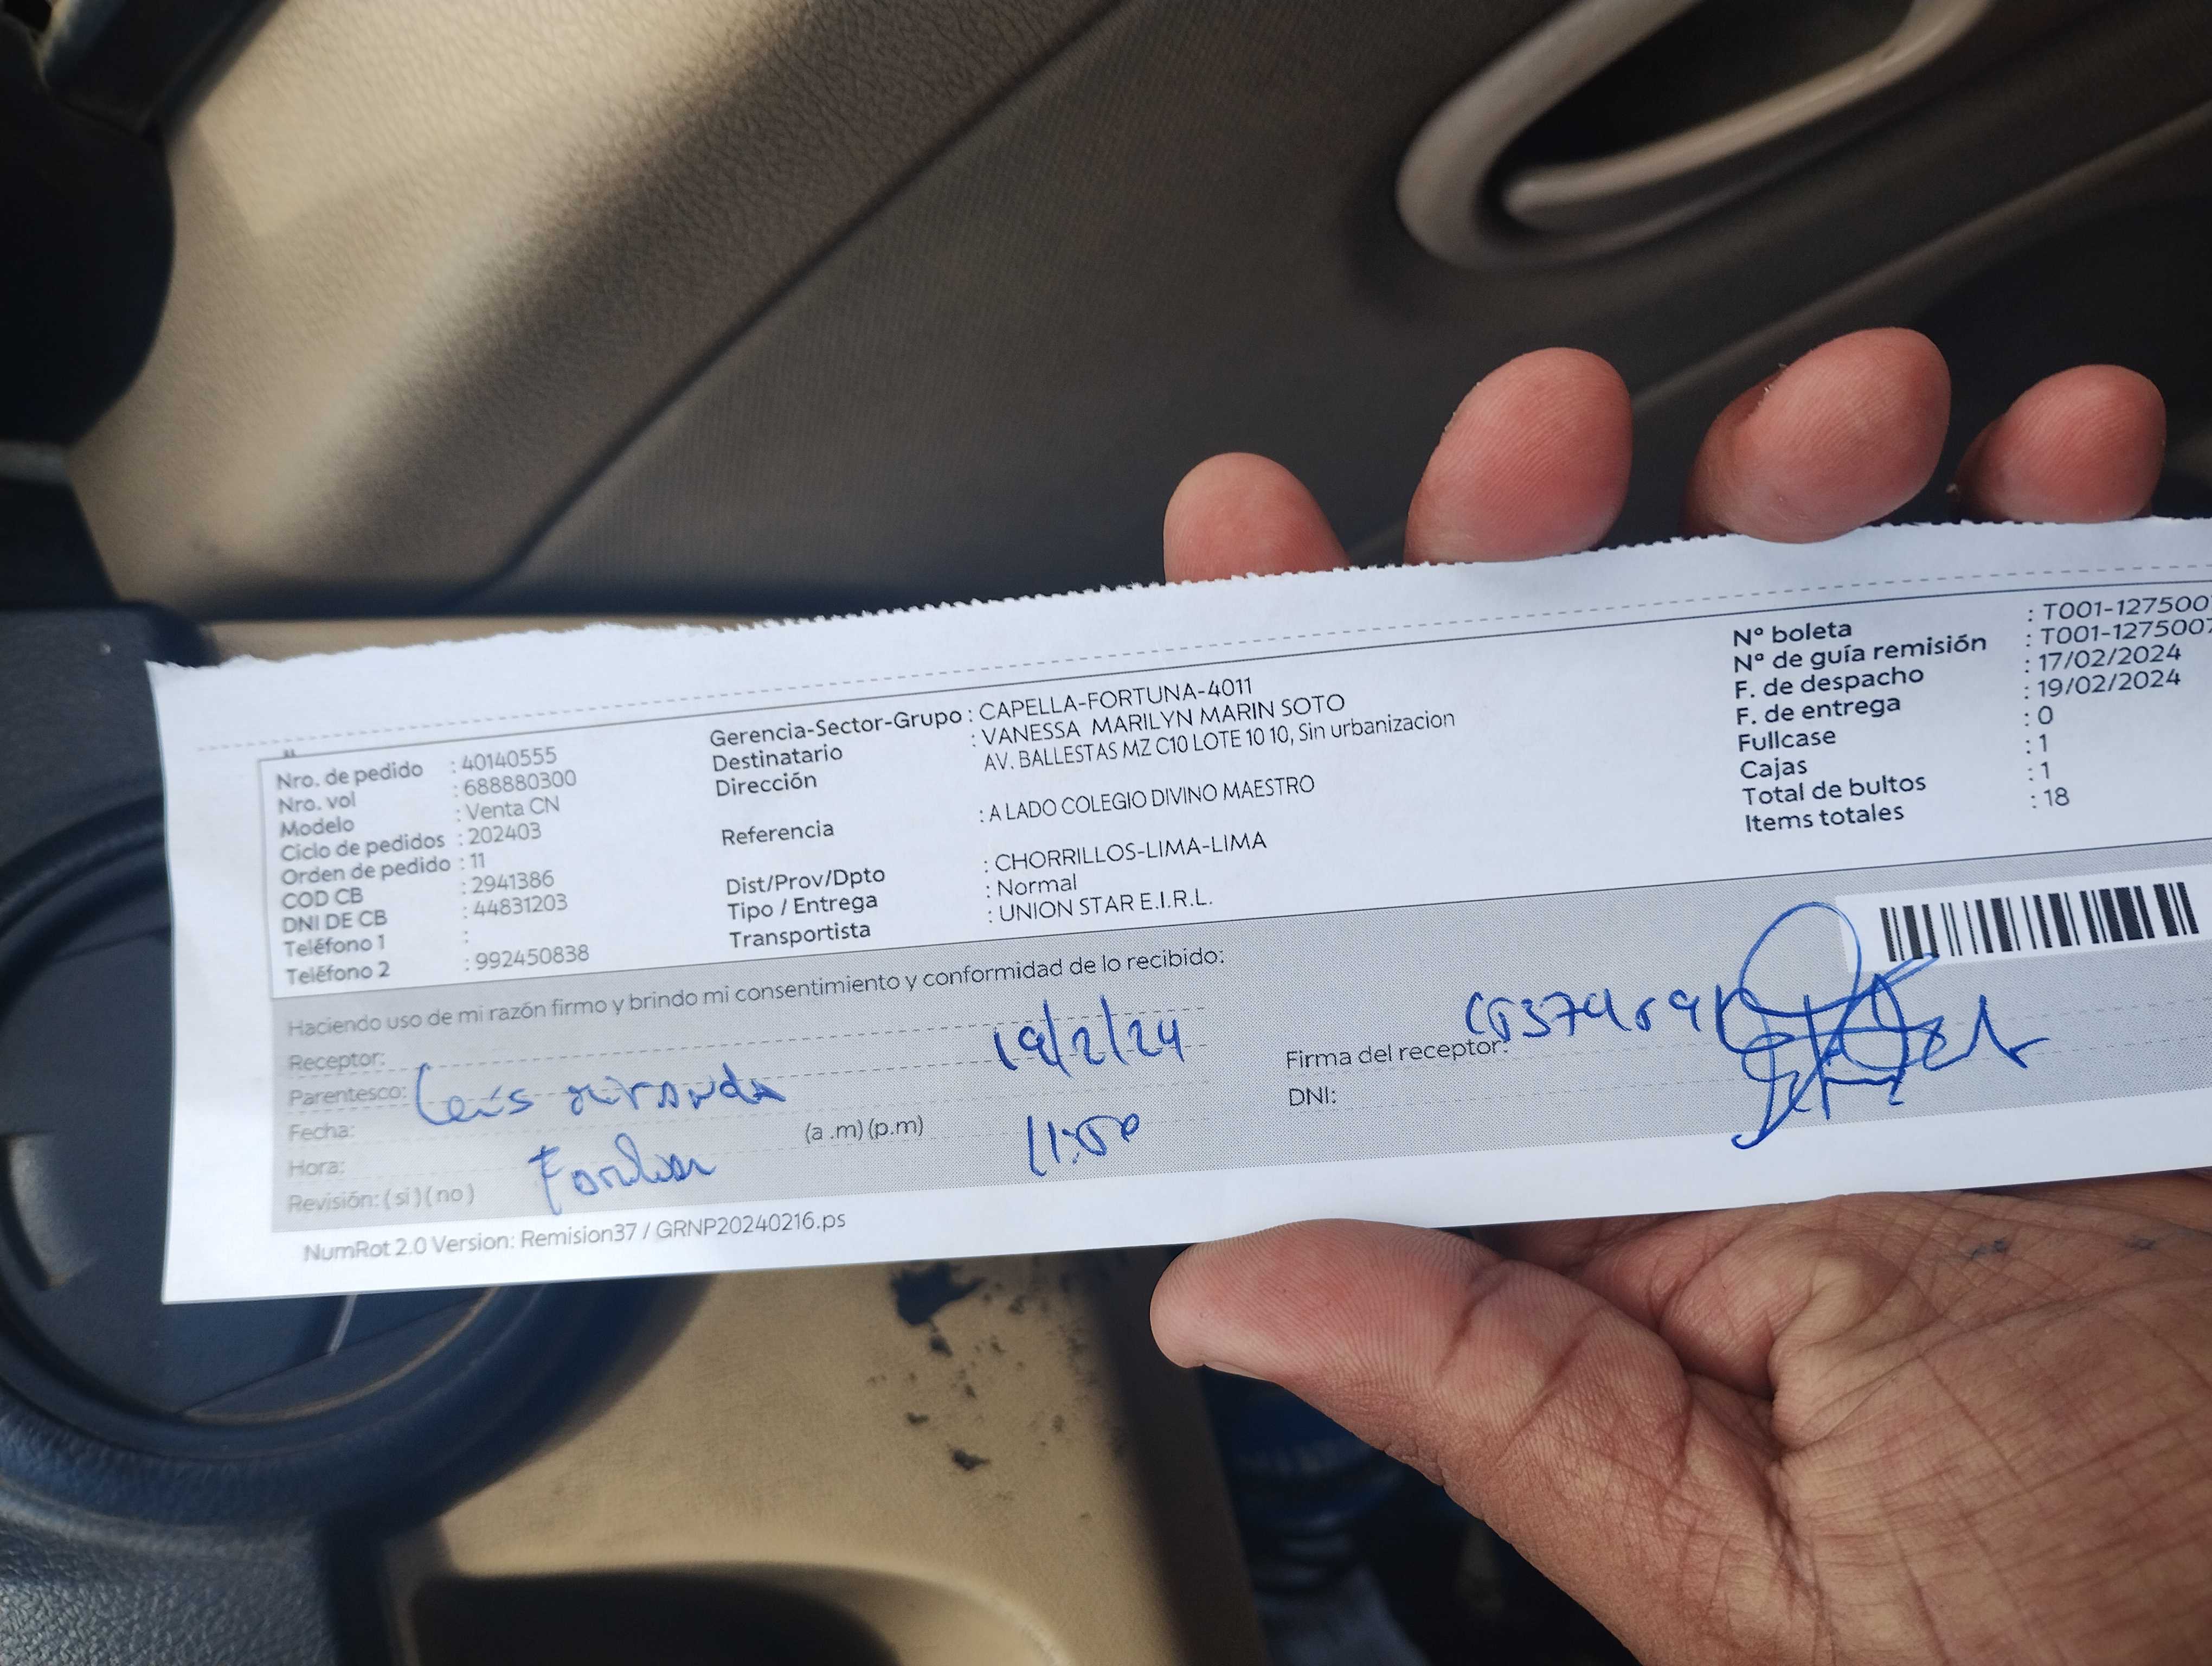 Nro. de pedido : 40140555
Nro. vol : 688880300
Modelo : Venta CN
Ciclo de pedidos : 202403
Orden de pedido : 11
COD CB : 2941386
DNI DE CB : 44831203
Teléfono 1 :
Teléfono 2 : 992450838
Gerencia-Sector-Grupo : CAPELLA-FORTUNA-4011
Destinatario : VANESSA MARILYN MARIN SOTO
Dirección AV. BALLESTAS MZ C10 LOTE 10 10, Sin urbanizacion
Referencia : A LADO COLEGIO DIVINO MAESTRO
Dist/Prov/Dpto : CHORRILLOS-LIMA-LIMA
Tipo / Entrega : Normal
Transportista : UNION STAR E.I.R.L.
Nº boleta : T001-1275007
Nº de guía remisión : T001-1275007
F. de despacho : 17/02/2024
F. de entrega : 19/02/2024
Fullcase : 0
Cajas : 1
Total de bultos : 1
Items totales : 18
Haciendo uso de mi razón firmo y brindo mi consentimiento y conformidad de lo recibido:
Receptor:
Parentesco:
Fecha: 19/2/24
Hora: (a .m) (p.m) 11:50
Revisión: ( si ) ( no )
Firma del receptor:
DNI:
NumRot 2.0 Version: Remision37 / GRNP20240216.ps